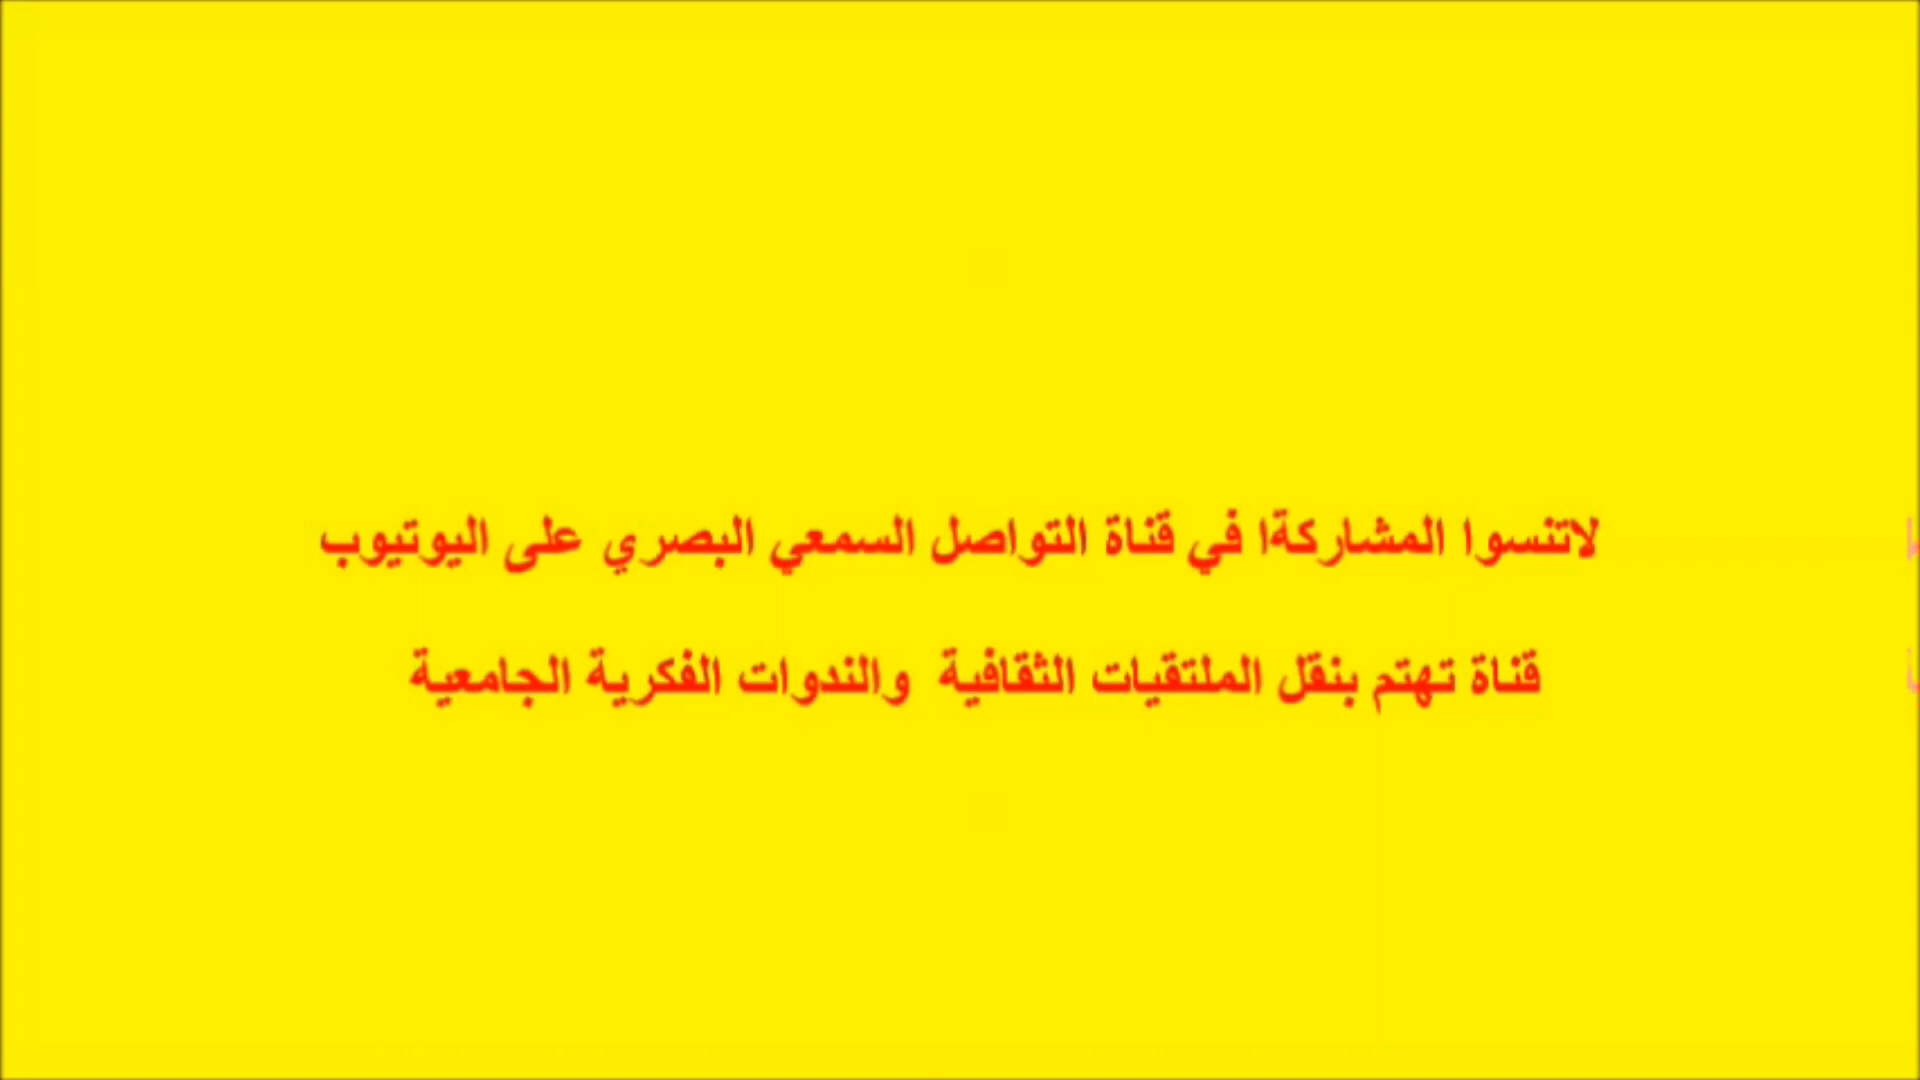 لاتنسوا المشاركةا في قناة التواصل السمعي البصري على اليوتيوب
قناة تهتم بنقل الملتقيات الثقافية والندوات الفكرية الجامعية